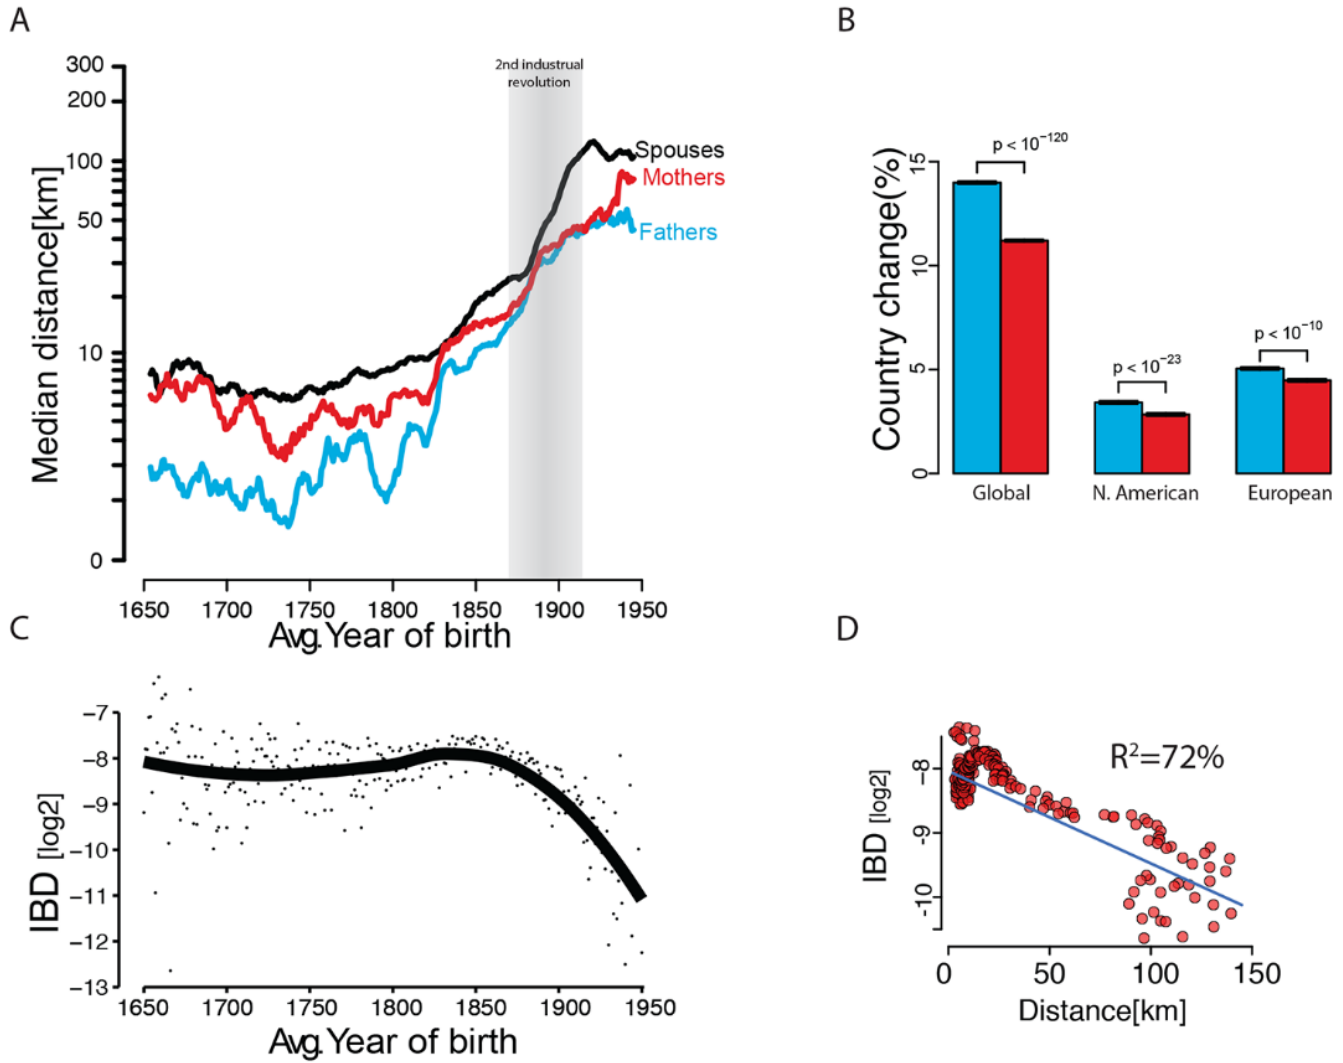 A
300
200
100
50
10
0
Median distance[km]
2nd industrual
revolution
Spouses
Mothers
Fathers
1650 1700 1750 1800 1850 1900 1950
Avg.Year of birth
B
15
10
5
0
Country change(%)
p < 10⁻¹²⁰
p < 10⁻²³
p < 10⁻¹⁰
Global N. American European
C
−7
−8
−9
−10
−11
−12
−13
IBD [log2]
1650 1700 1750 1800 1850 1900 1950
Avg.Year of birth
D
-8
-9
-10
IBD [log2]
R²=72%
0 50 100 150
Distance[km]